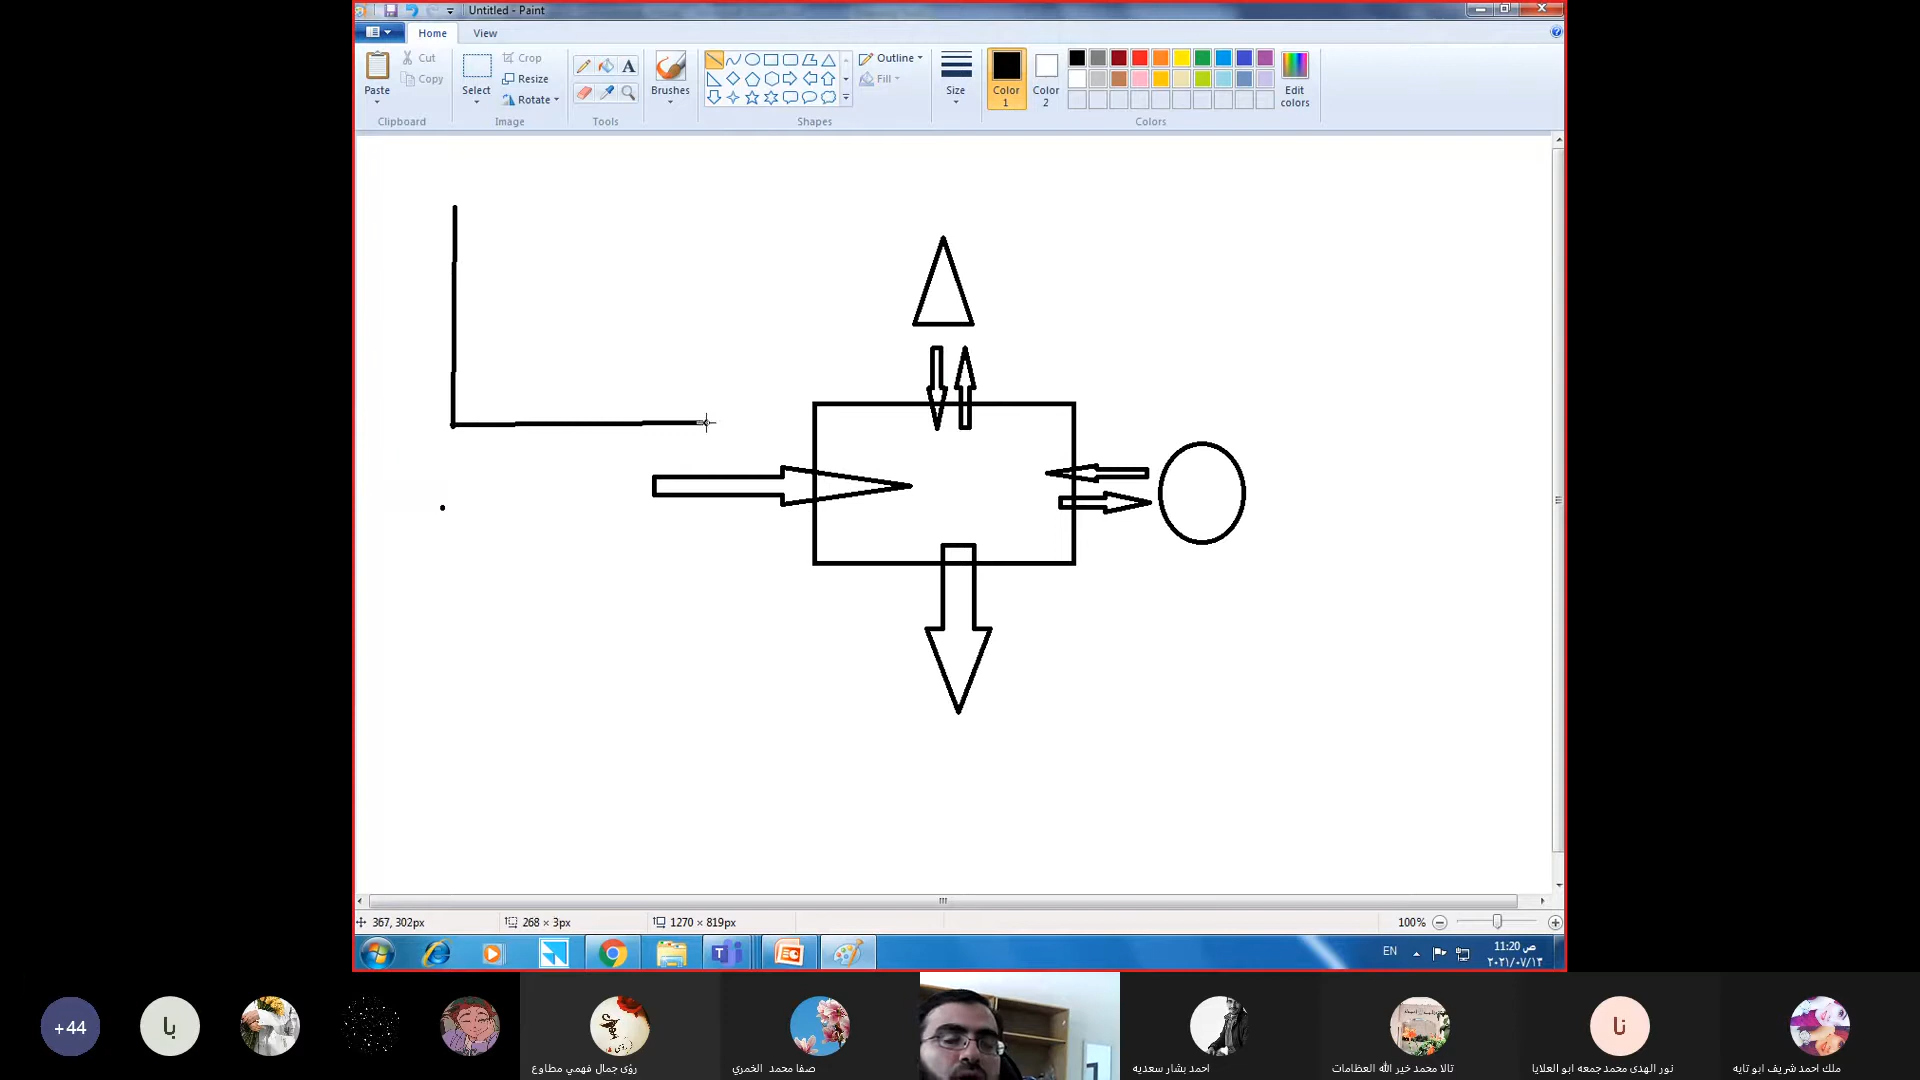 Untitled - Paint
Home
View
Paste
Cut
Copy
Clipboard
Select
Crop
Resize
Rotate
Image
Tools
Brushes
Shapes
Outline
Fill
Size
Color
1
Color
2
Edit
colors
Colors
367, 302px
268 × 3px
1270 × 819px
100%
EN
11:20 ص
٢٠٢١/٠٧/١٣
+44
با
نا
رؤى جمال فهمي مطاوع
صفا محمد الخمري
احمد بشار سعديه
تالا محمد خير الله العظامات
نور الهدى محمد جمعه ابو العلايا
ملك احمد شريف ابو تايه